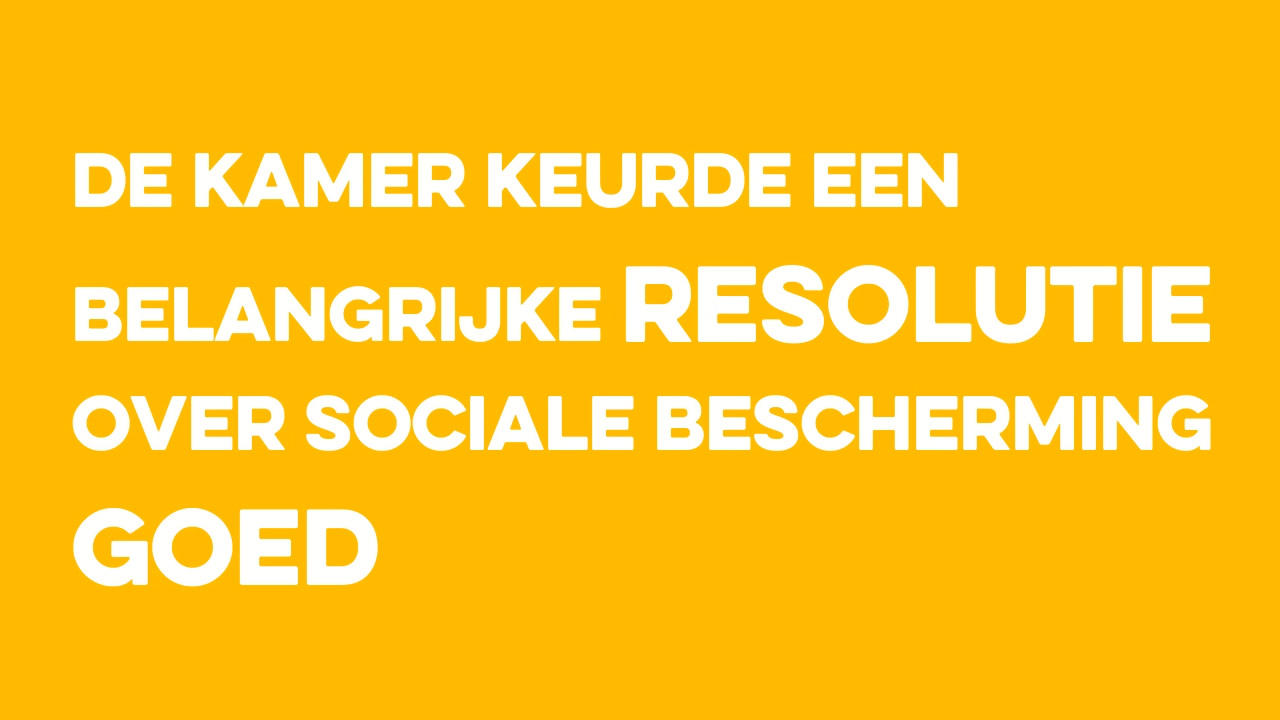 DE KAMER KEURDE EEN
BELANGRIJKE RESOLUTIE
OVER SOCIALE BESCHERMING
GOED